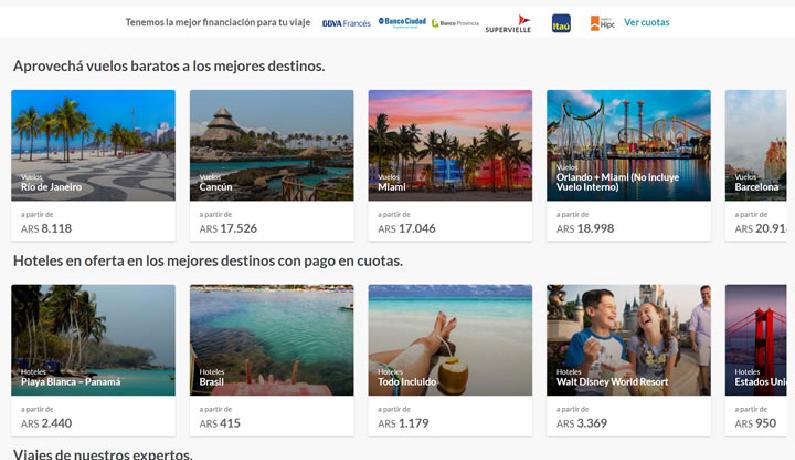 Tenemos la mejor financiación para tu viaje BBVA Francés Banco Ciudad Banco Provincia SUPERVIELLE Itaú Hipo Ver cuotas
Aprovechá vuelos baratos a los mejores destinos.
Vuelos
Río de Janeiro
a partir de
ARS 8.118
Vuelos
Cancún
a partir de
ARS 17.526
Vuelos
Miami
a partir de
ARS 17.046
Vuelos
Orlando + Miami (No incluye
Vuelo Interno)
a partir de
ARS 18.998
Vuelos
Barcelona
a partir de
ARS 20.91
Hoteles en oferta en los mejores destinos con pago en cuotas.
Hoteles
Playa Blanca – Panamá
a partir de
ARS 2.440
Hoteles
Brasil
a partir de
ARS 415
Hoteles
Todo Incluido
a partir de
ARS 1.179
Hoteles
Walt Disney World Resort
a partir de
ARS 3.369
Hoteles
Estados Uni
a partir de
ARS 950
Viajes de nuestros expertos.